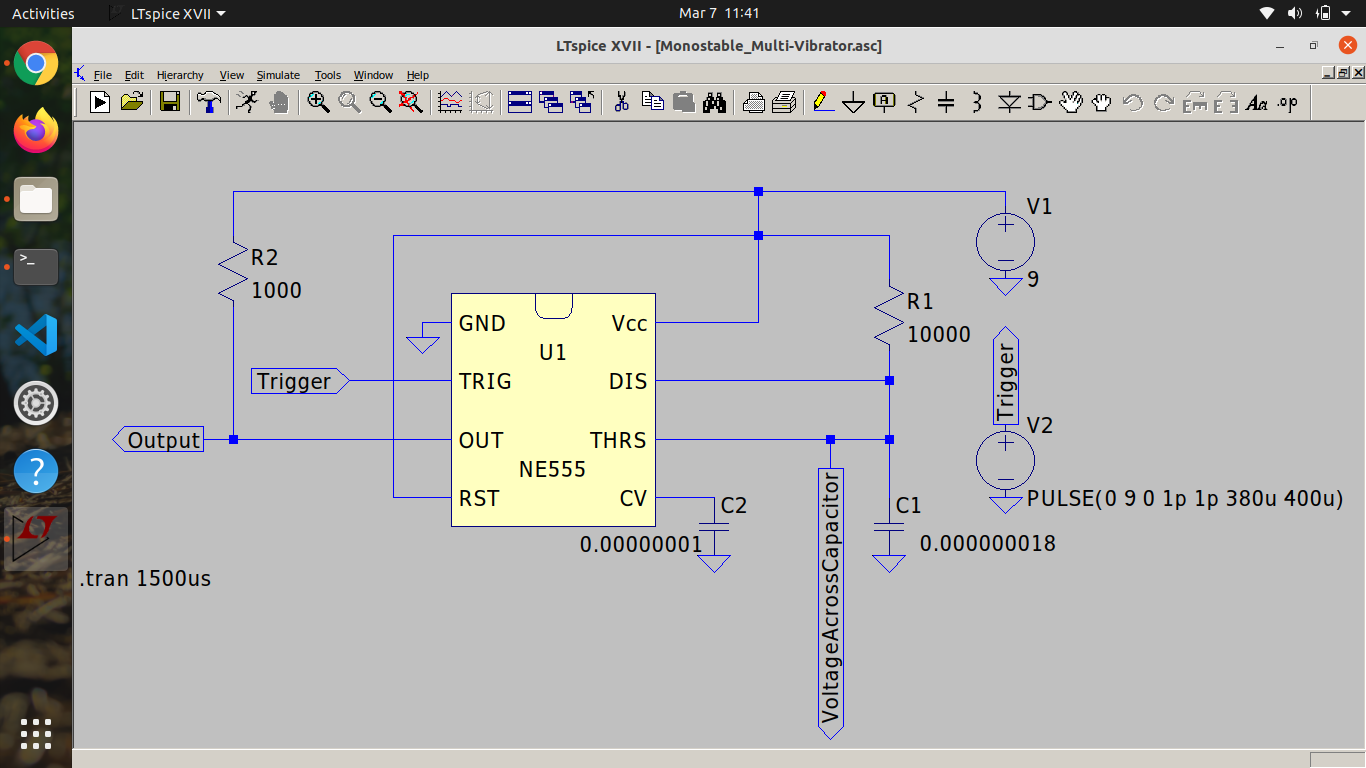 Activities
LTspice XVII
Mar 7 11:41
LTspice XVII - [Monostable_Multi-Vibrator.asc]
File Edit Hierarchy View Simulate Tools Window Help
Aa .op
V1
9
R2
1000
R1
10000
GND
Vcc
U1
Trigger
TRIG
DIS
Trigger
V2
Output
OUT
THRS
NE555
RST
CV
C2
0.00000001
C1
0.000000018
PULSE(0 9 0 1p 1p 380u 400u)
VoltageAcrossCapacitor
.tran 1500us